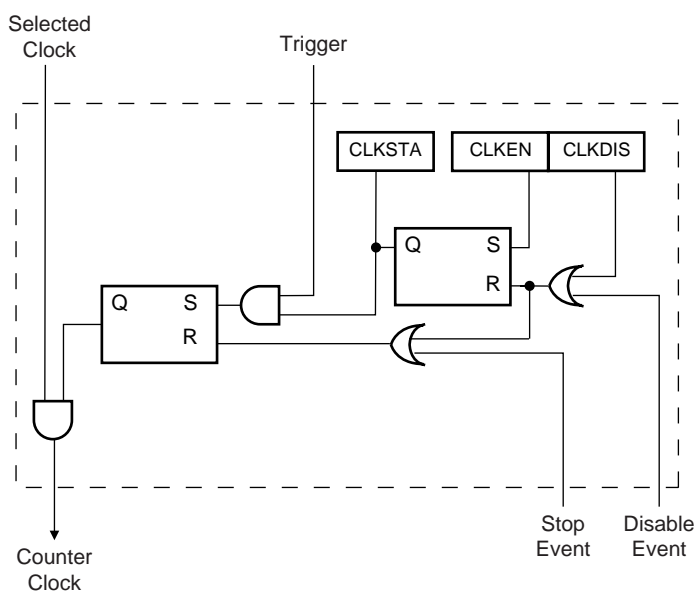 Selected
Clock
Trigger
CLKSTA
CLKEN
CLKDIS
Q
S
R
Q
S
R
Stop
Event
Disable
Event
Counter
Clock